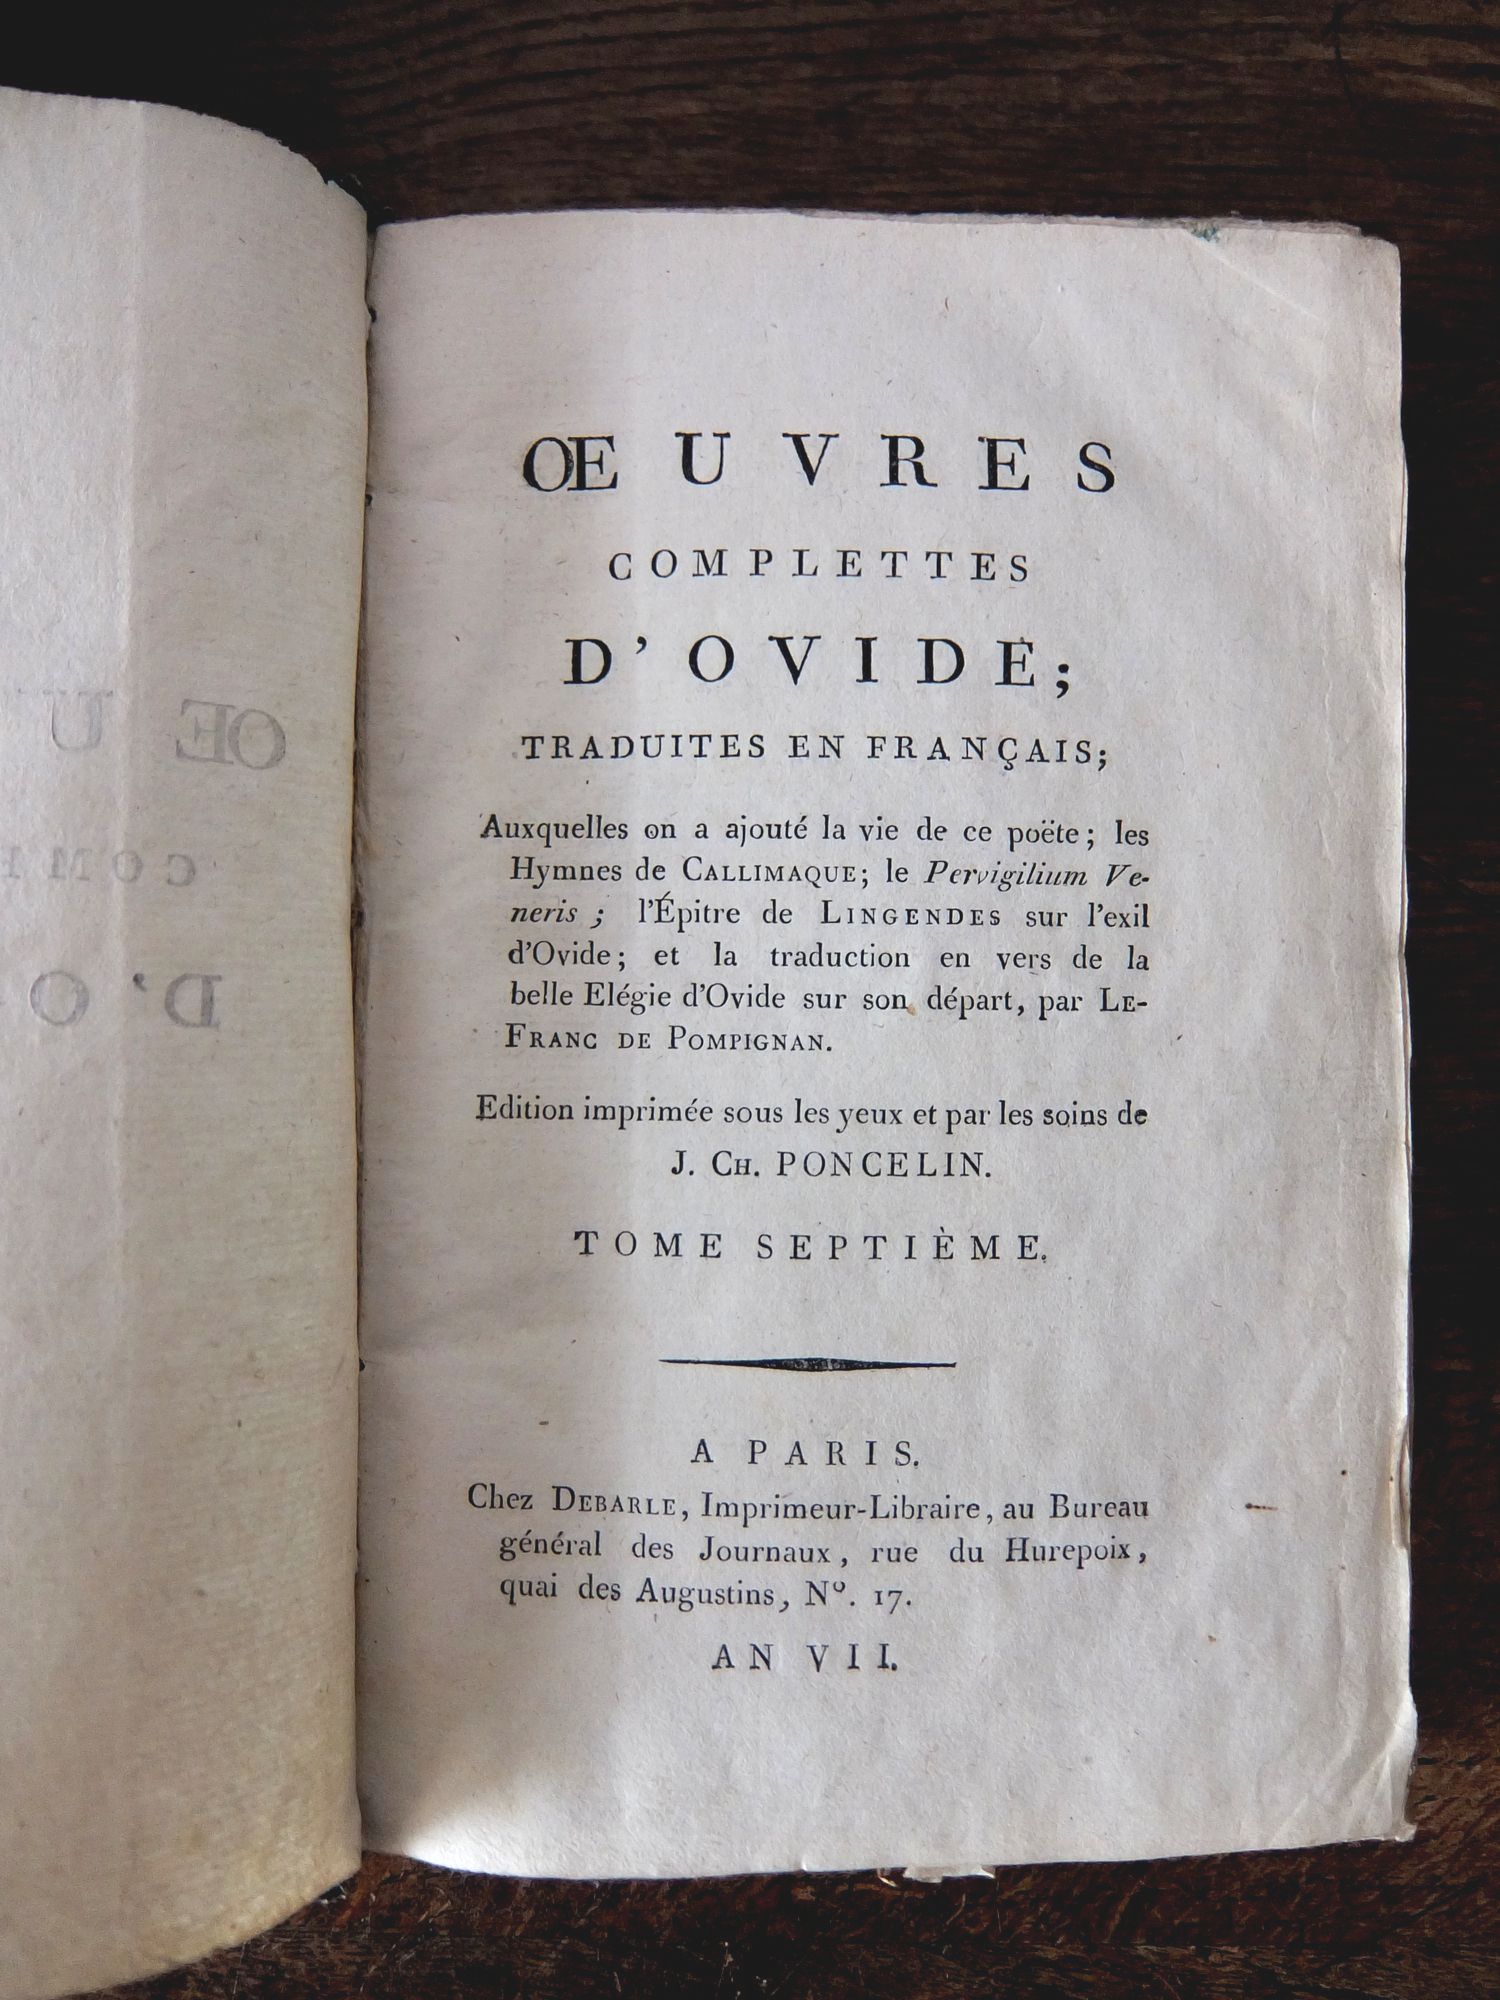 ŒUVRES
COMPLETTES
D'OVIDE;
TRADUITES EN FRANÇAIS;
Auxquelles on a ajouté la vie de ce poëte; les
Hymnes de CALLIMAQUE; le Pervigilium Ve-
neris; l'Épitre de LINGENDES sur l'exil
d'Ovide; et la traduction en vers de la
belle Elégie d'Ovide sur son départ, par LE-
FRANC DE POMPIGNAN.
Edition imprimée sous les yeux et par les soins de
J. CH. PONCELIN.
TOME SEPTIÈME.
A PARIS.
Chez DEBARLE, Imprimeur-Libraire, au Bureau
général des Journaux, rue du Hurepoix,
quai des Augustins, Nº. 17.
AN VII.